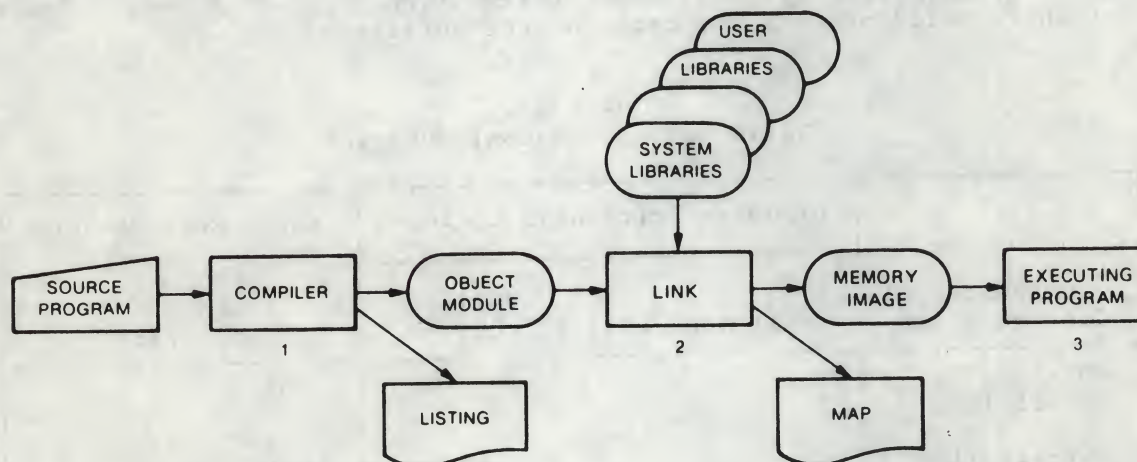 USER
LIBRARIES
SYSTEM
LIBRARIES
SOURCE
PROGRAM
COMPILER
1
OBJECT
MODULE
LINK
2
MEMORY
IMAGE
EXECUTING
PROGRAM
3
LISTING
MAP